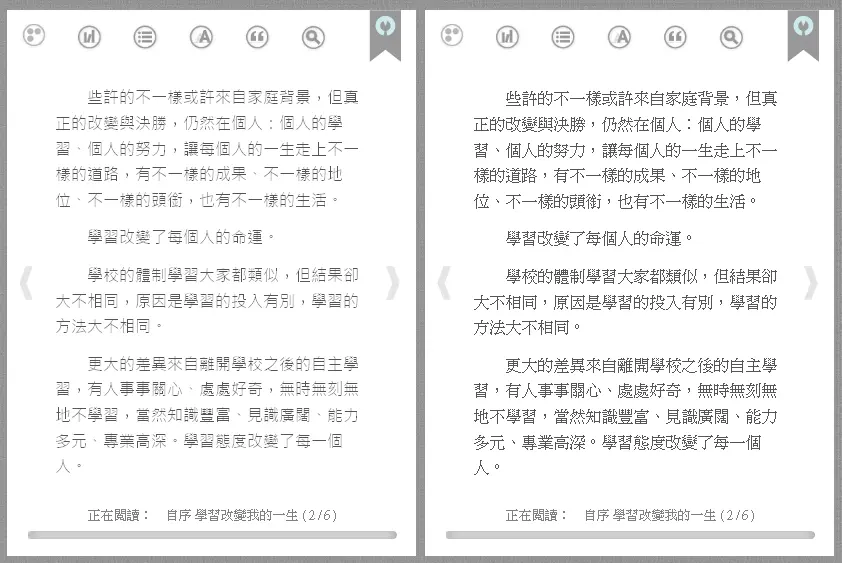 些許的不一樣或許來自家庭背景，但真
正的改變與決勝，仍然在個人：個人的學
習、個人的努力，讓每個人的一生走上不一
樣的道路，有不一樣的成果、不一樣的地
位、不一樣的頭銜，也有不一樣的生活。
學習改變了每個人的命運。
學校的體制學習大家都類似，但結果卻
大不相同，原因是學習的投入有別，學習的
方法大不相同。
更大的差異來自離開學校之後的自主學
習，有人事事關心、處處好奇，無時無刻無
地不學習，當然知識豐富、見識廣闊、能力
多元、專業高深。學習態度改變了每一個
人。
正在閱讀： 自序 學習改變我的一生 (2/6)
些許的不一樣或許來自家庭背景，但真
正的改變與決勝，仍然在個人：個人的學
習、個人的努力，讓每個人的一生走上不一
樣的道路，有不一樣的成果、不一樣的地
位、不一樣的頭銜，也有不一樣的生活。
學習改變了每個人的命運。
學校的體制學習大家都類似，但結果卻
大不相同，原因是學習的投入有別，學習的
方法大不相同。
更大的差異來自離開學校之後的自主學
習，有人事事關心、處處好奇，無時無刻無
地不學習，當然知識豐富、見識廣闊、能力
多元、專業高深。學習態度改變了每一個
人。
正在閱讀： 自序 學習改變我的一生 (2/6)